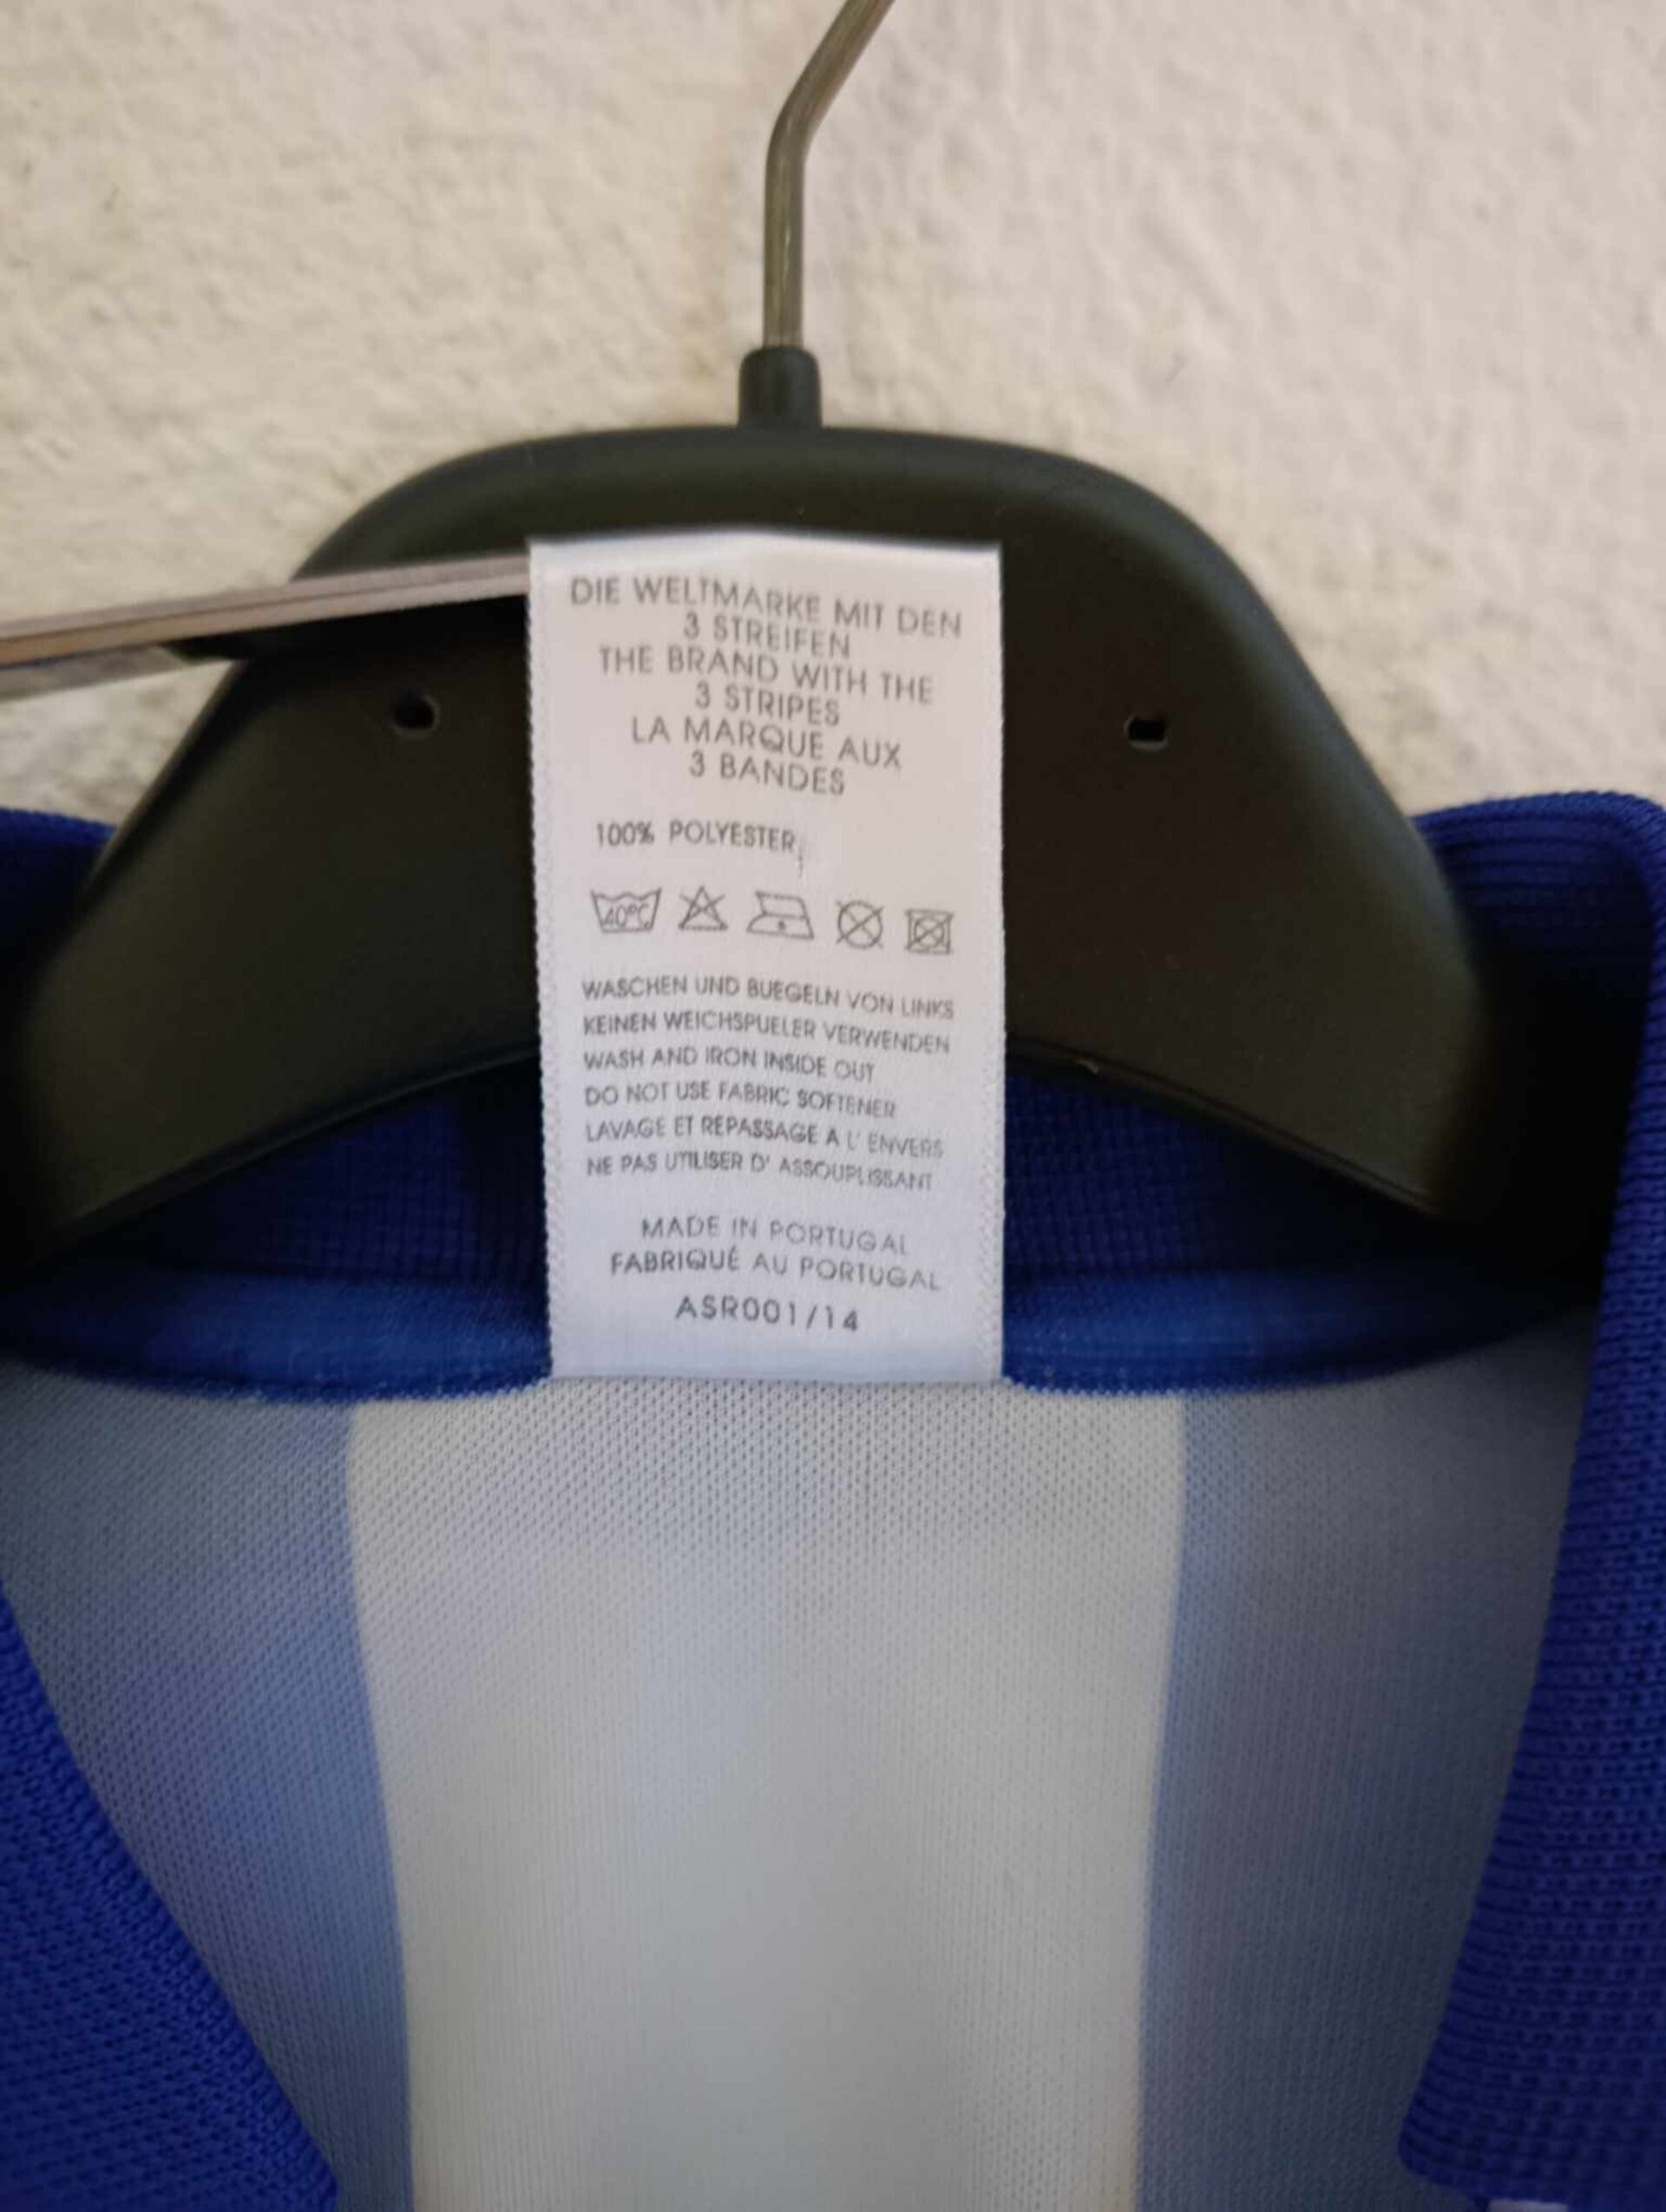 DIE WELTMARKE MIT DEN
3 STREIFEN
THE BRAND WITH THE
3 STRIPES
LA MARQUE AUX
3 BANDES
100% POLYESTER
40°C
WASCHEN UND BUEGELN VON LINKS
KEINEN WEICHSPUELER VERWENDEN
WASH AND IRON INSIDE OUT
DO NOT USE FABRIC SOFTENER
LAVAGE ET REPASSAGE A L' ENVERS
NE PAS UTILISER D' ASSOUPLISSANT
MADE IN PORTUGAL
FABRIQUÉ AU PORTUGAL
ASR001/14